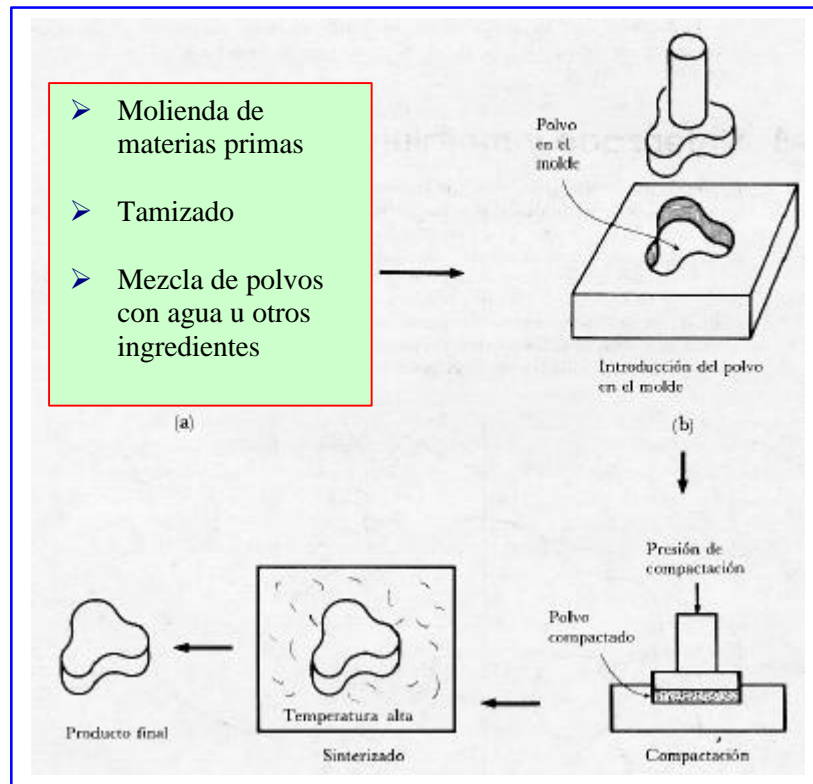 ➢ Molienda de
materias primas
➢ Tamizado
➢ Mezcla de polvos
con agua u otros
ingredientes
(a)
Polvo
en el
molde
Introducción del polvo
en el molde
(b)
Presión de
compactación
Polvo
compactado
Compactación
Temperatura alta
Sinterizado
Producto final